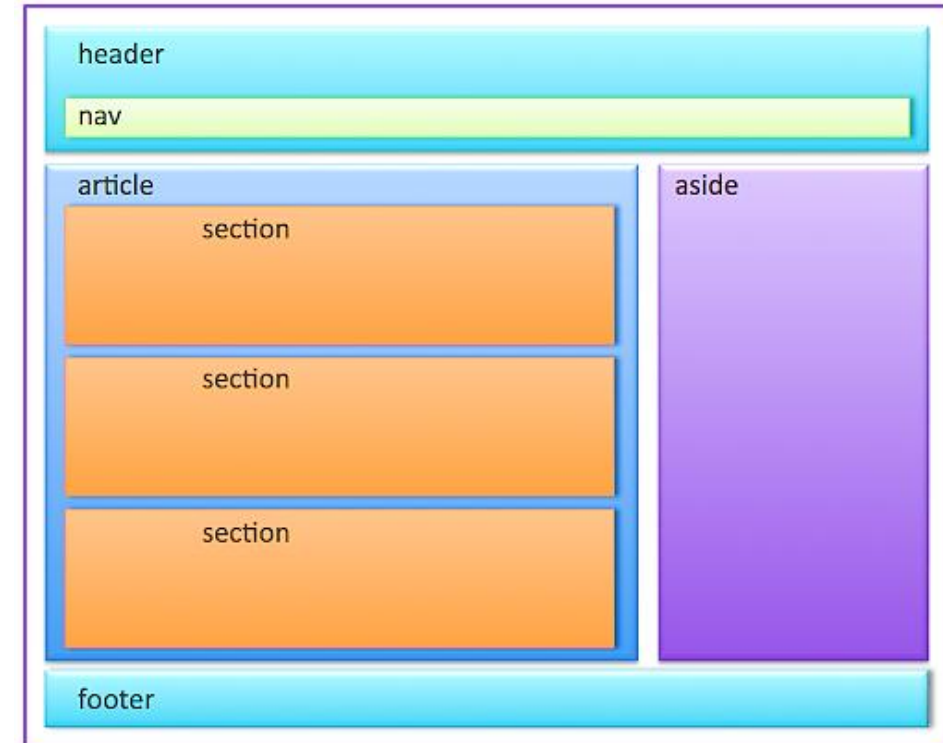 header
nav
article
aside
section
section
section
footer